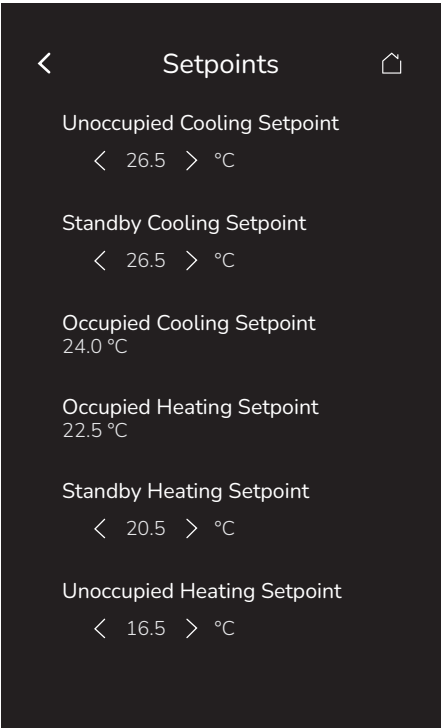 Setpoints
Unoccupied Cooling Setpoint
26.5 °C
Standby Cooling Setpoint
26.5 °C
Occupied Cooling Setpoint
24.0 °C
Occupied Heating Setpoint
22.5 °C
Standby Heating Setpoint
20.5 °C
Unoccupied Heating Setpoint
16.5 °C